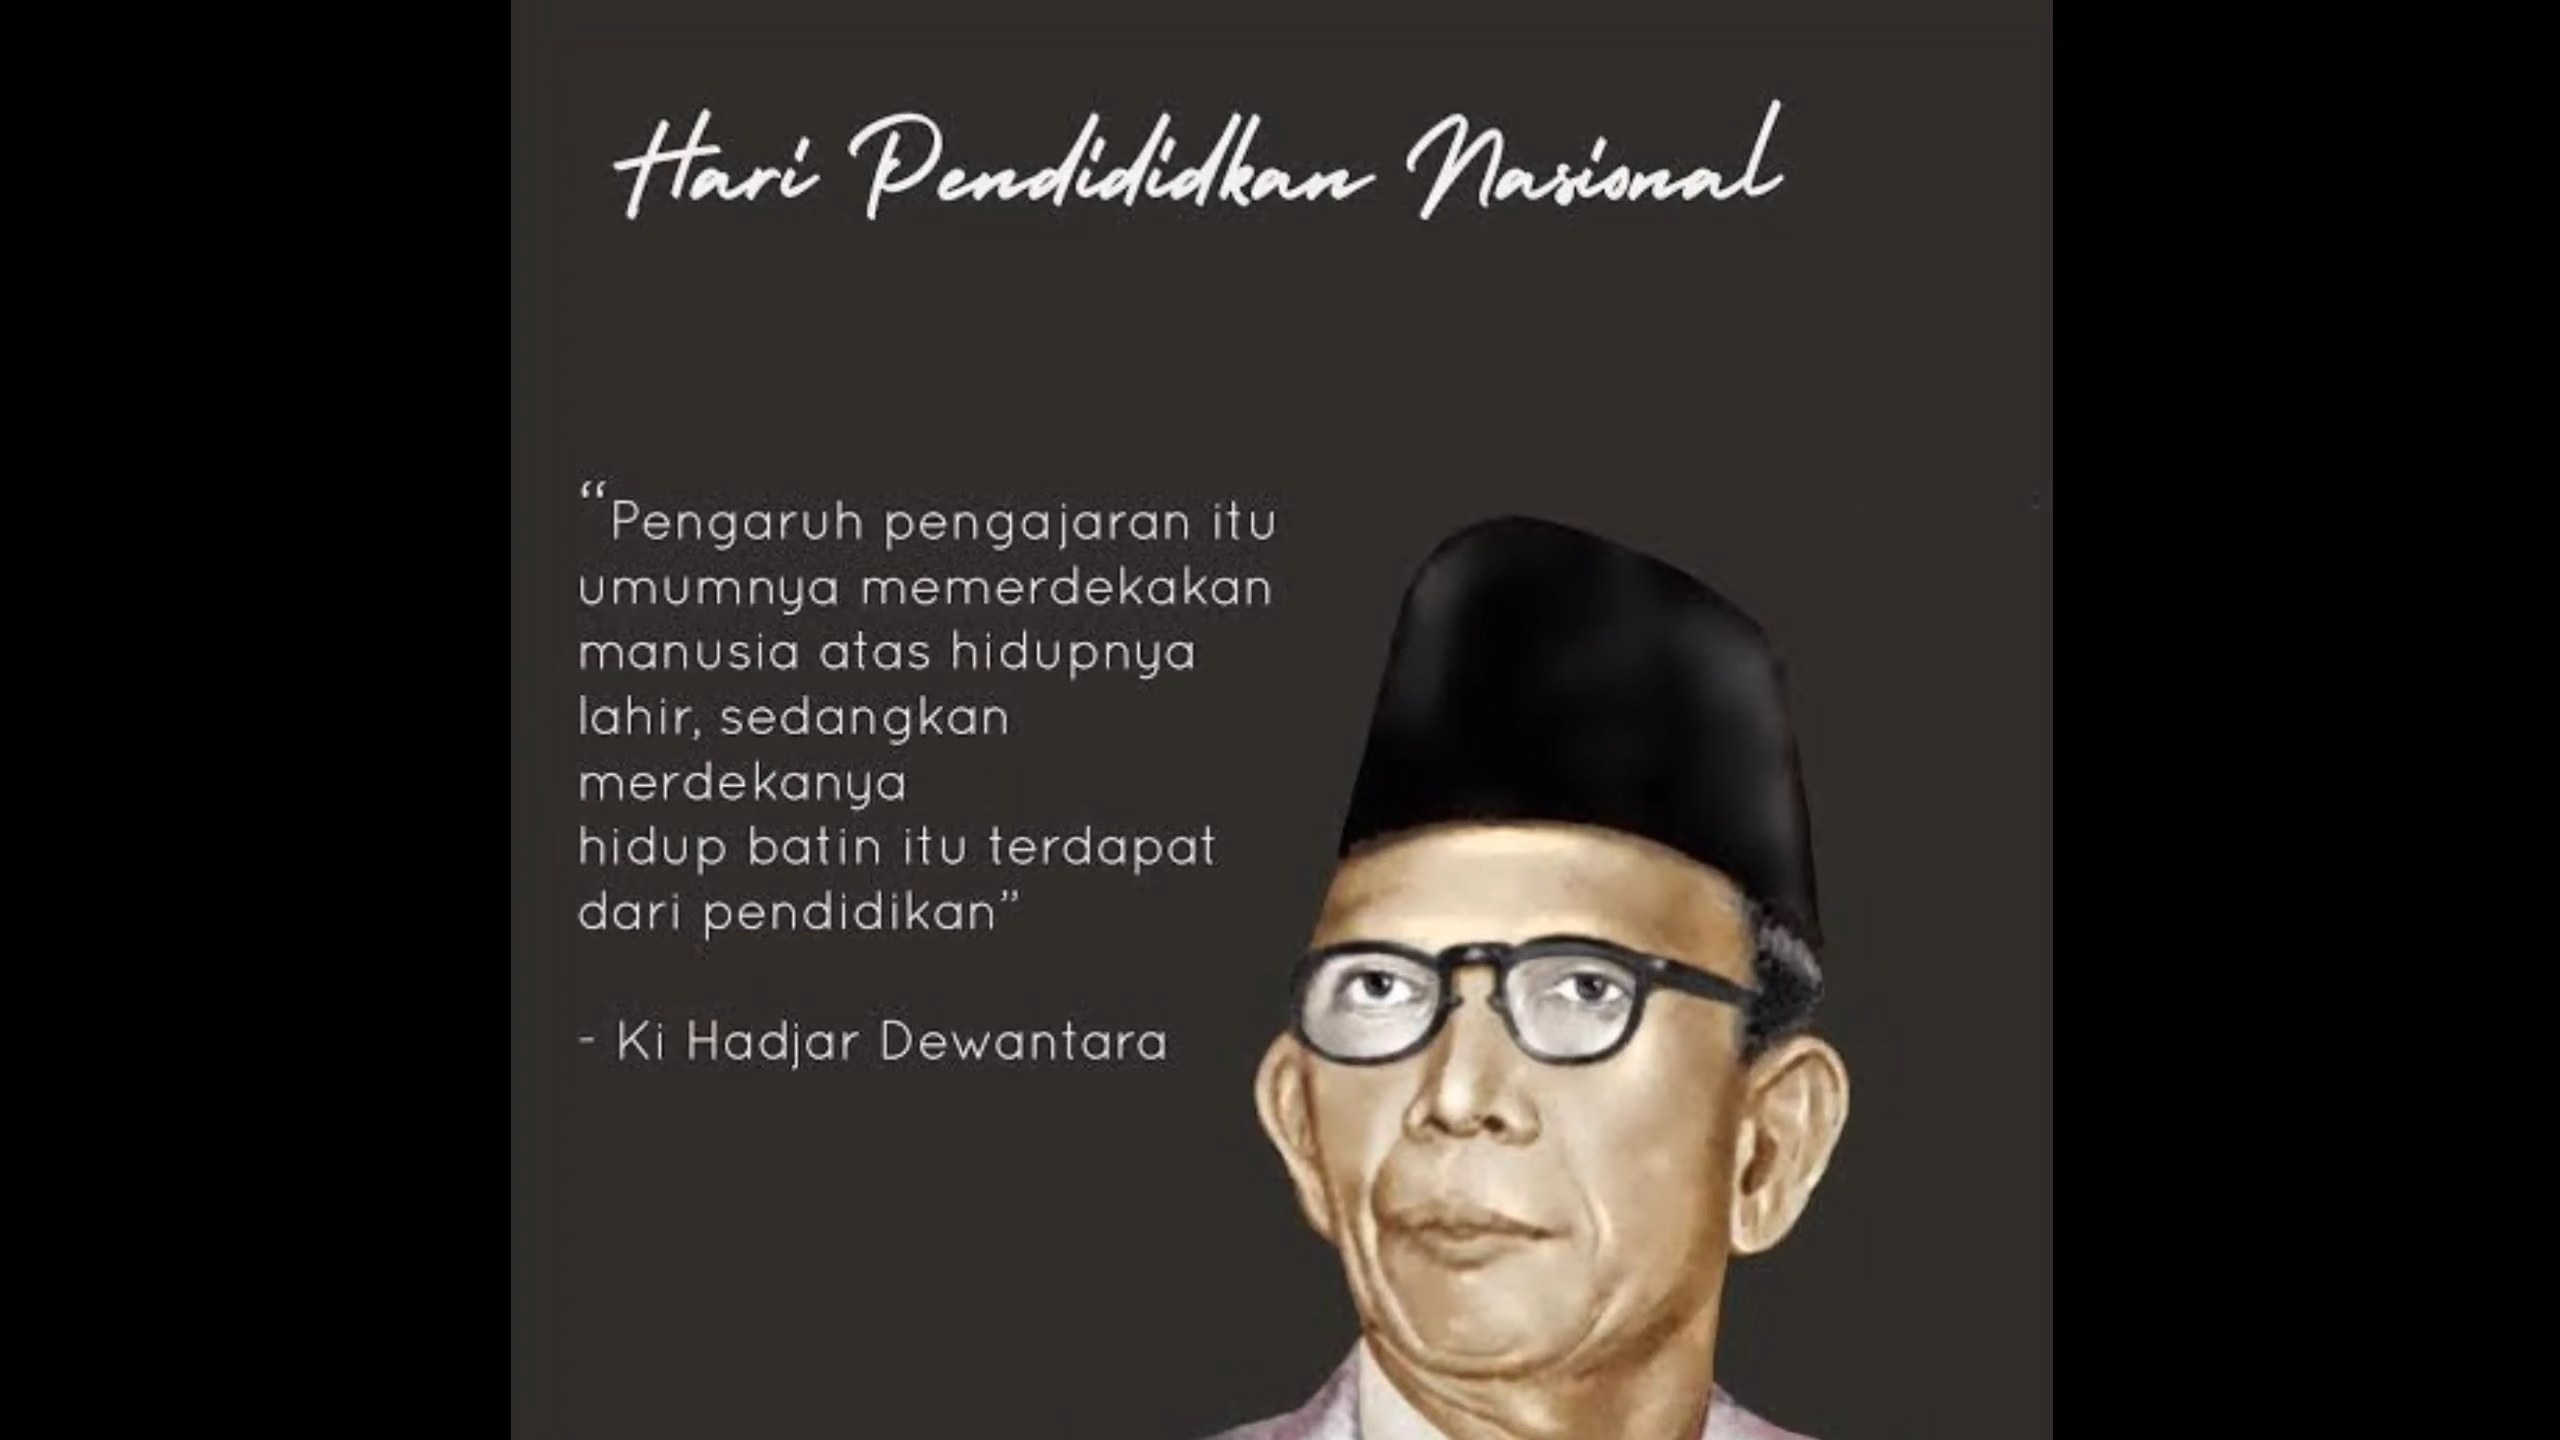 Hari Pendididkan Nasional
“Pengaruh pengajaran itu
umumnya memerdekakan
manusia atas hidupnya
lahir, sedangkan
merdekanya
hidup batin itu terdapat
dari pendidikan”
- Ki Hadjar Dewantara